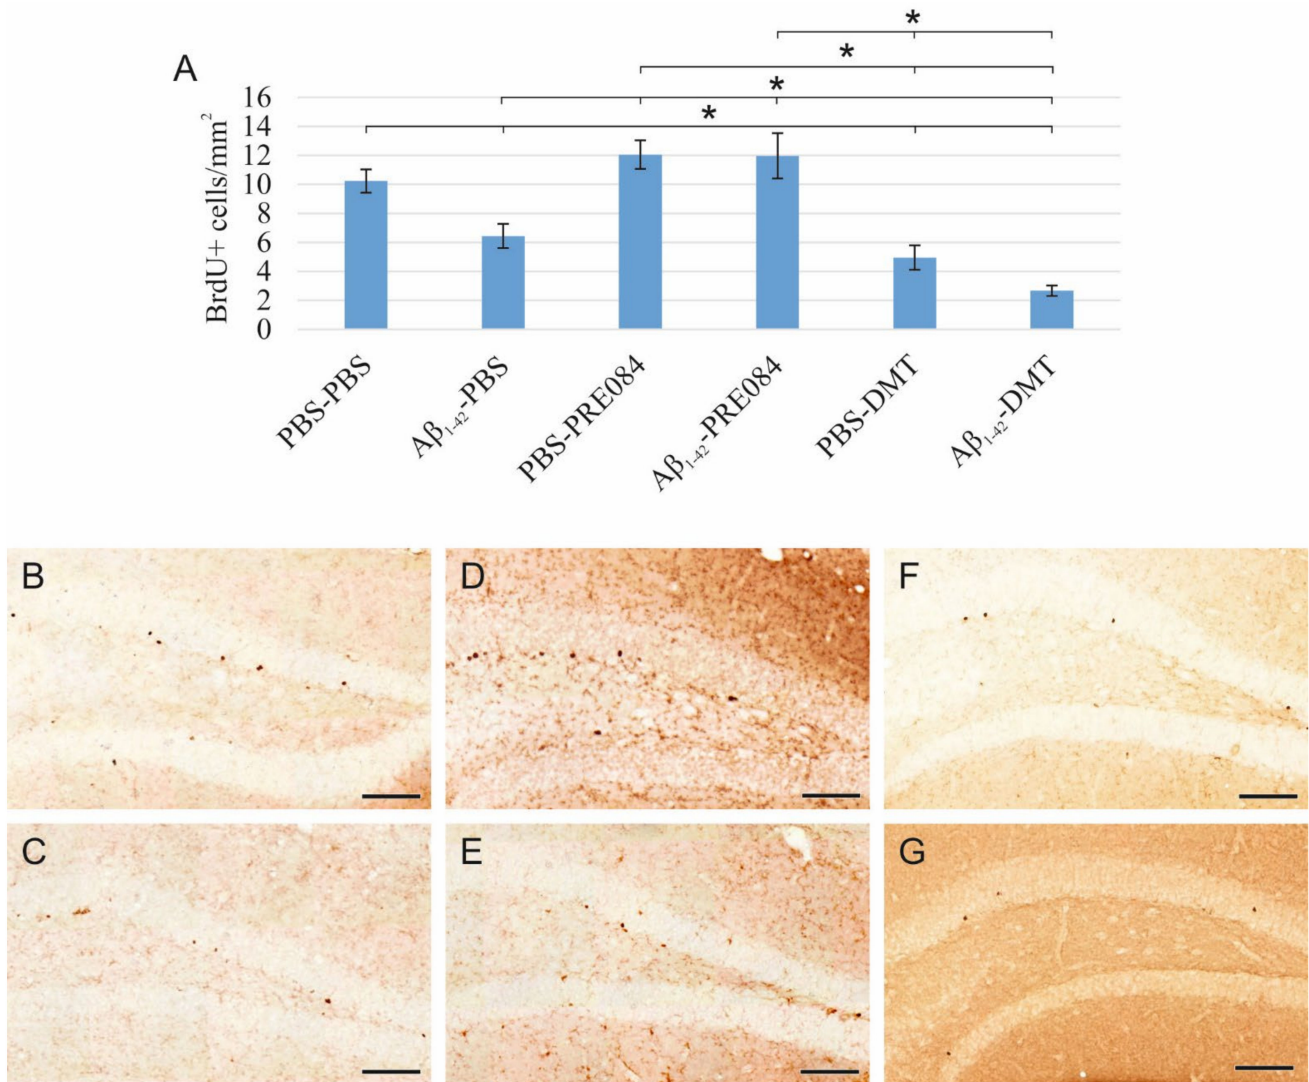 *
*
A
*
*
BrdU+ cells/mm²
16
14
12
10
8
6
4
2
0
PBS-PBS
Aβ₁₋₄₂-PBS
PBS-PRE084
Aβ₁₋₄₂-PRE084
PBS-DMT
Aβ₁₋₄₂-DMT
B
D
F
C
E
G